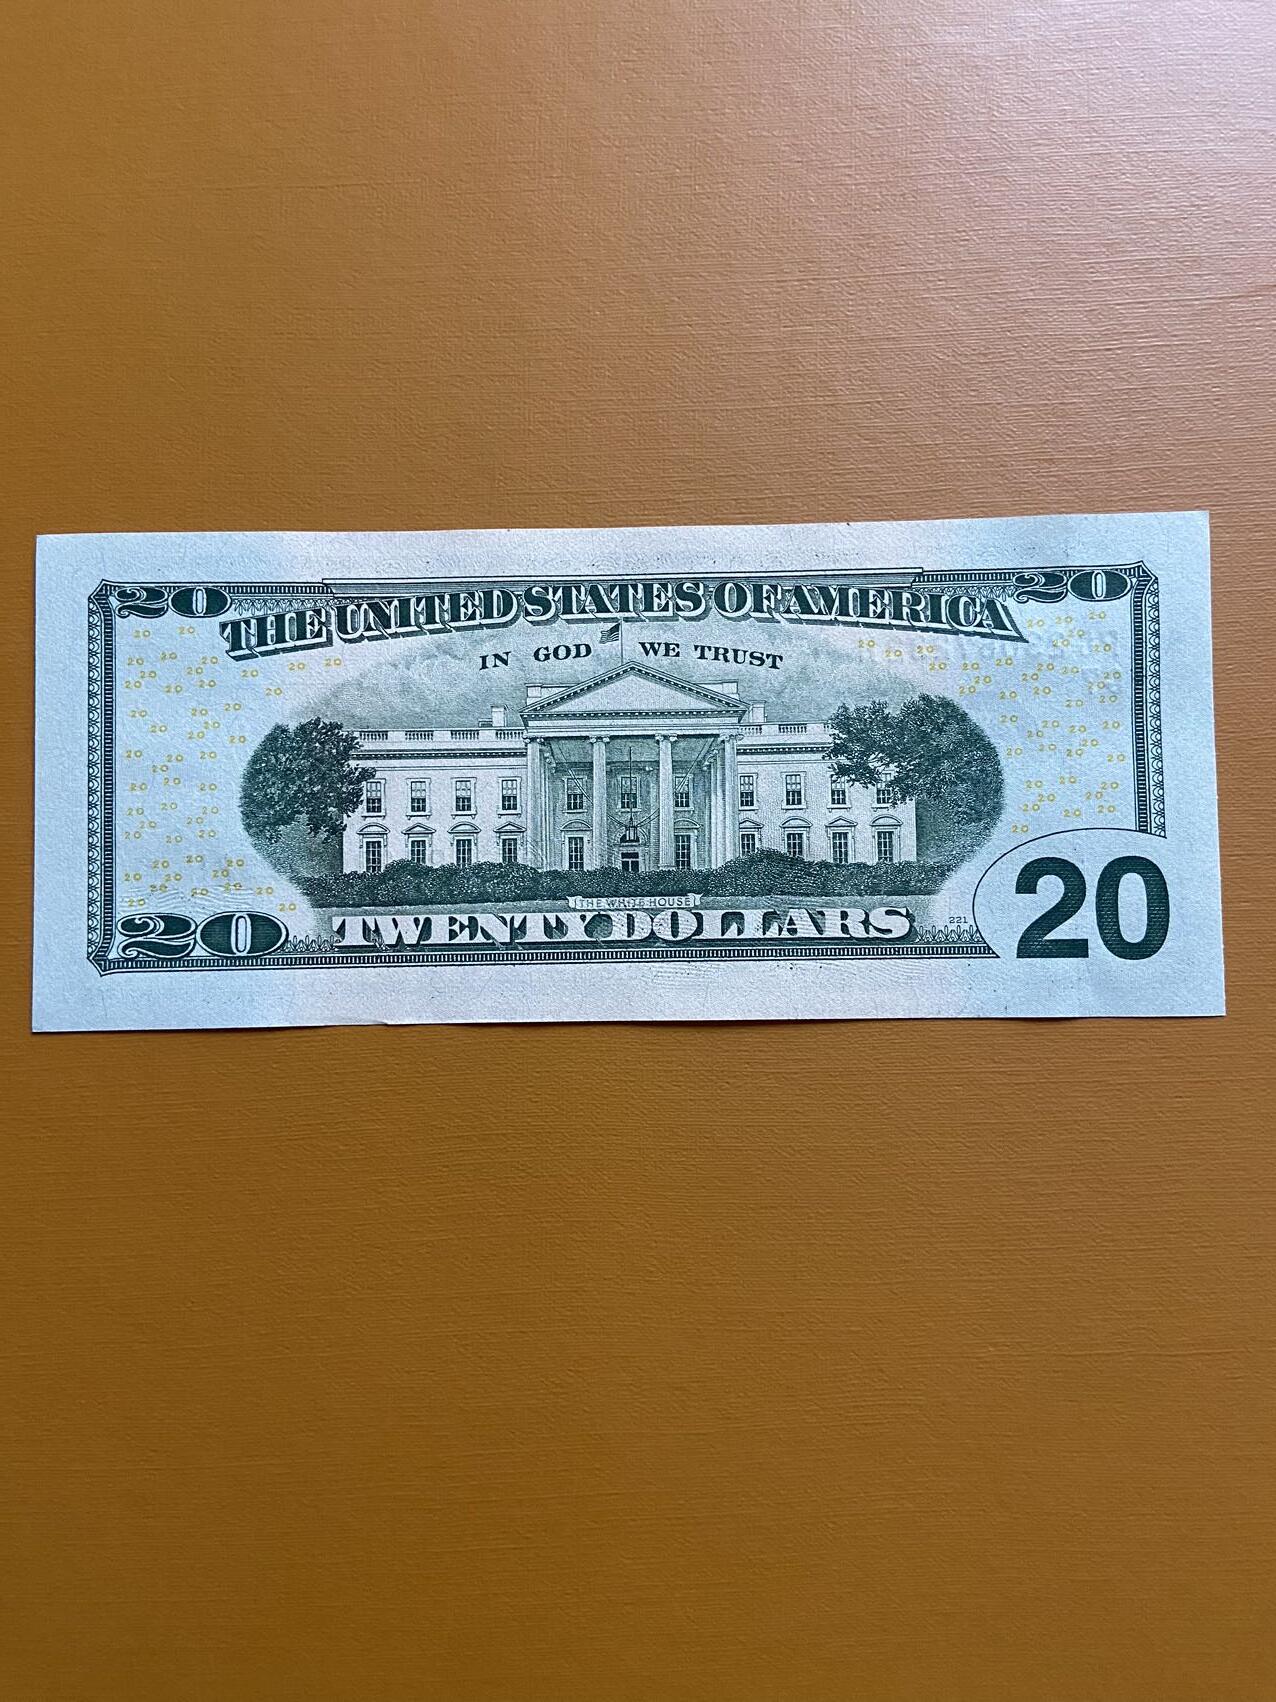 20 20
THE UNITED STATES OF AMERICA
IN GOD WE TRUST
THE WHITE HOUSE
TWENTY DOLLARS
221
20 20